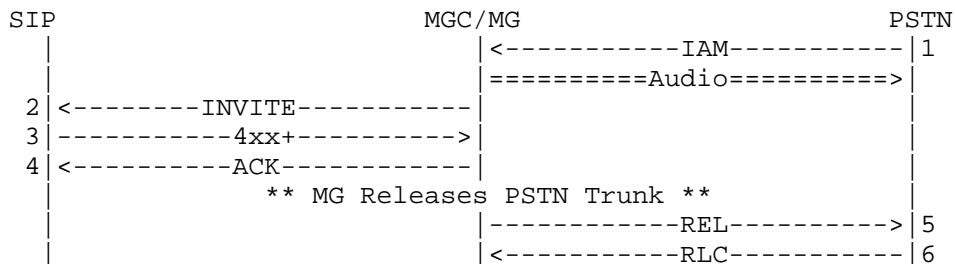 SIP MGC/MG PSTN
|<-----------IAM-----------|1
|==========Audio==========>|
2|<--------INVITE-----------|
3|-----------4xx+---------->|
4|<----------ACK------------|
** MG Releases PSTN Trunk **
|------------REL---------->|5
|<-----------RLC-----------|6